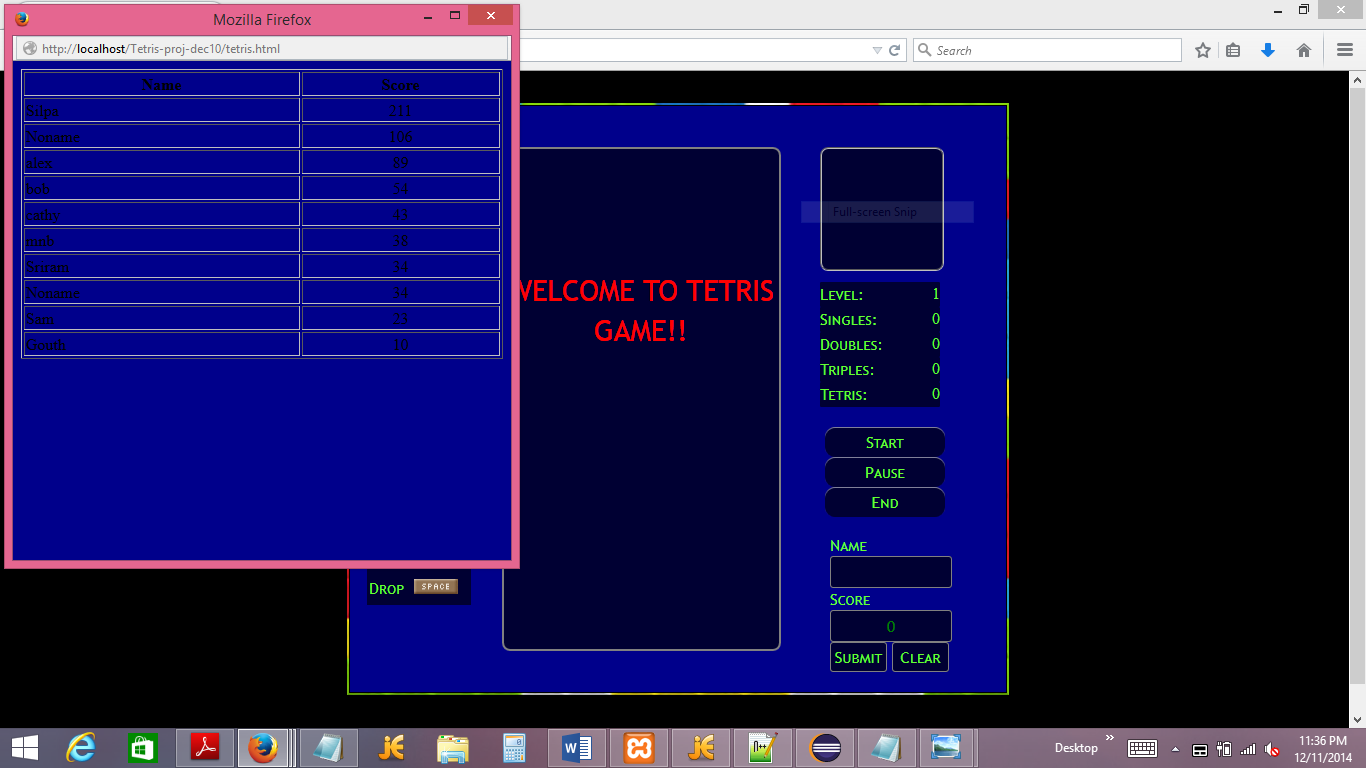 Mozilla Firefox
http://localhost/Tetris-proj-dec10/tetris.html
Search
Name Score
Silpa 211
Noname 106
alex 89
bob 54
cathy 43
38
Sriram 34
Noname 34
23
10
WELCOME TO TETRIS
GAME!!
Full-screen Snip
Level: 1
Singles: 0
Doubles: 0
Triples: 0
Tetris: 0
Start
Pause
End
Name
Score
0
Submit Clear
Drop SPACE
Desktop
11:36 PM
12/11/2014